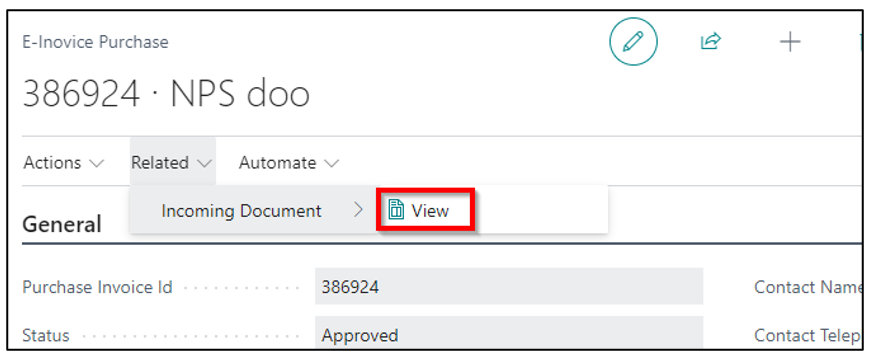 E-Inovice Purchase
386924 · NPS doo
Actions Related Automate
Incoming Document View
General
Purchase Invoice Id 386924 Contact Name
Status Approved Contact Telep